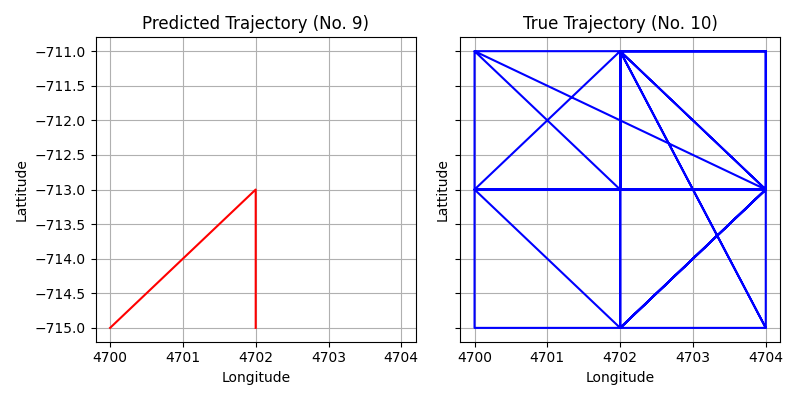 Predicted Trajectory (No. 9)
True Trajectory (No. 10)
−711.0
−711.5
−712.0
−712.5
−713.0
−713.5
−714.0
−714.5
−715.0
Lattitude
Lattitude
4700 4701 4702 4703 4704
4700 4701 4702 4703 4704
Longitude
Longitude